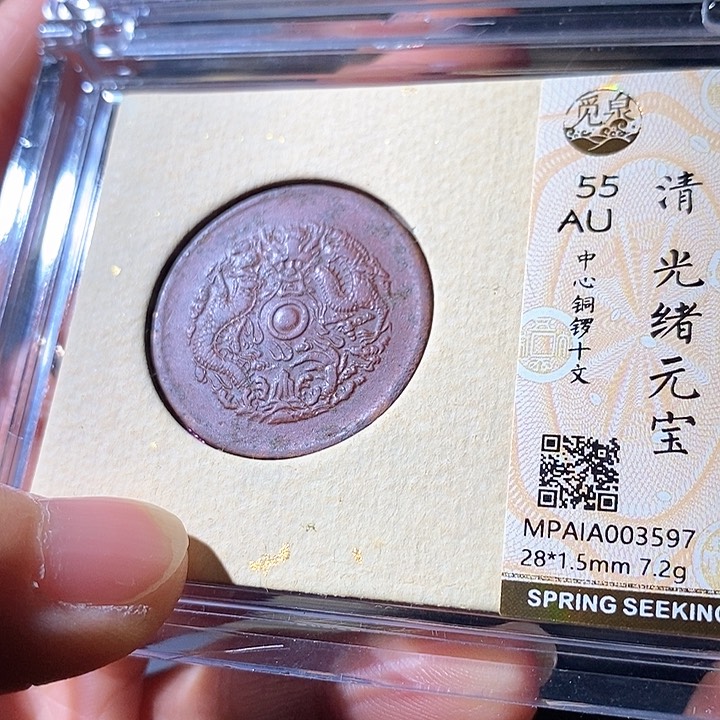 觅泉
55
AU
清 光绪元宝
中心铜锣十文
MPAIA003597
28*1.5mm 7.2g
SPRING SEEKING